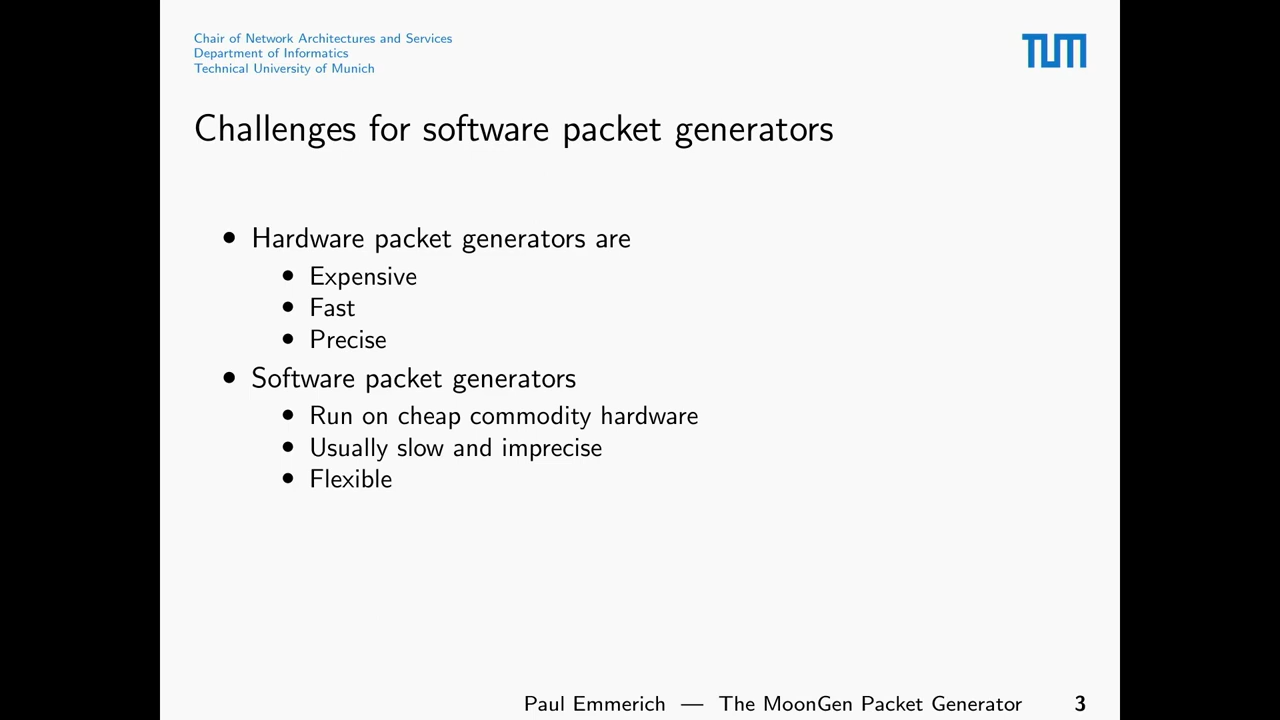 Chair of Network Architectures and Services
Department of Informatics
Technical University of Munich
TUM
Challenges for software packet generators
• Hardware packet generators are
• Expensive
• Fast
• Precise
• Software packet generators
• Run on cheap commodity hardware
• Usually slow and imprecise
• Flexible
Paul Emmerich — The MoonGen Packet Generator 3